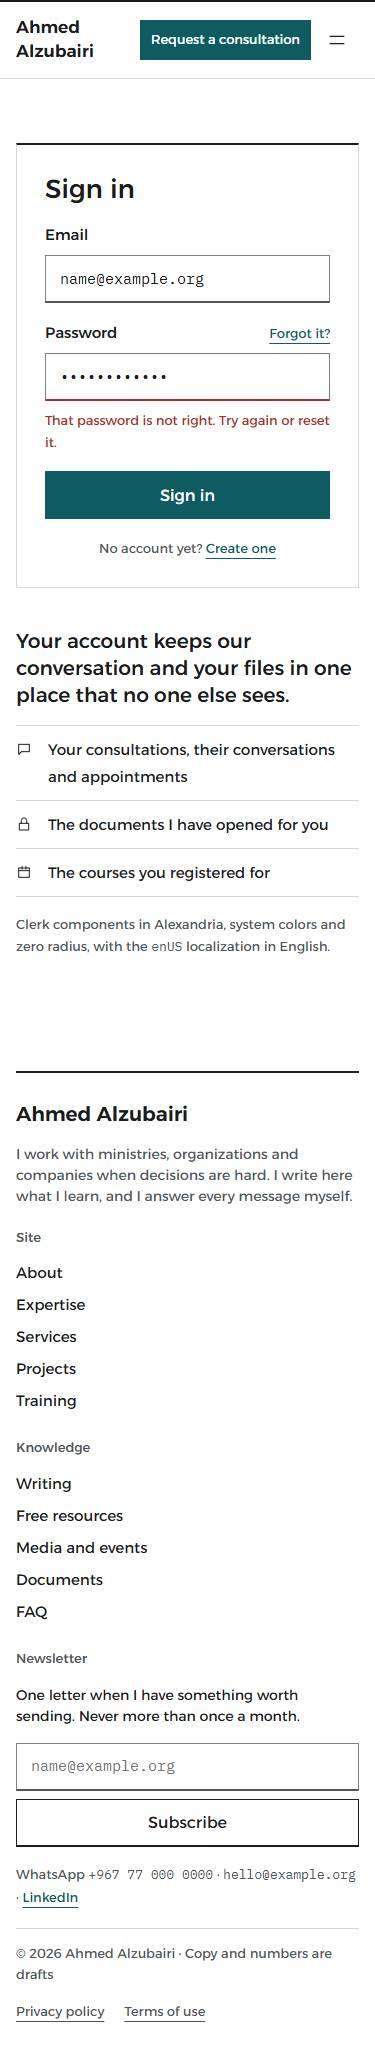 Ahmed
Alzubairi
Request a consultation
Sign in
Email
name@example.org
Password
Forgot it?
••••••••••••
That password is not right. Try again or reset
it.
Sign in
No account yet? Create one
Your account keeps our
conversation and your files in one
place that no one else sees.
Your consultations, their conversations
and appointments
The documents I have opened for you
The courses you registered for
Clerk components in Alexandria, system colors and
zero radius, with the enUS localization in English.
Ahmed Alzubairi
I work with ministries, organizations and
companies when decisions are hard. I write here
what I learn, and I answer every message myself.
Site
About
Expertise
Services
Projects
Training
Knowledge
Writing
Free resources
Media and events
Documents
FAQ
Newsletter
One letter when I have something worth
sending. Never more than once a month.
name@example.org
Subscribe
WhatsApp +967 77 000 0000 · hello@example.org
· LinkedIn
© 2026 Ahmed Alzubairi · Copy and numbers are
drafts
Privacy policy
Terms of use